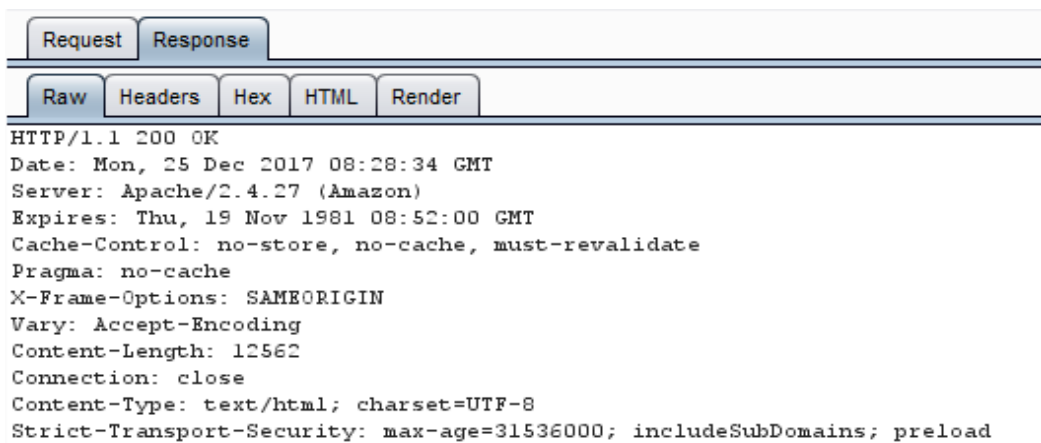 Request Response
Raw Headers Hex HTML Render
HTTP/1.1 200 OK
Date: Mon, 25 Dec 2017 08:28:34 GMT
Server: Apache/2.4.27 (Amazon)
Expires: Thu, 19 Nov 1981 08:52:00 GMT
Cache-Control: no-store, no-cache, must-revalidate
Pragma: no-cache
X-Frame-Options: SAMEORIGIN
Vary: Accept-Encoding
Content-Length: 12562
Connection: close
Content-Type: text/html; charset=UTF-8
Strict-Transport-Security: max-age=31536000; includeSubDomains; preload